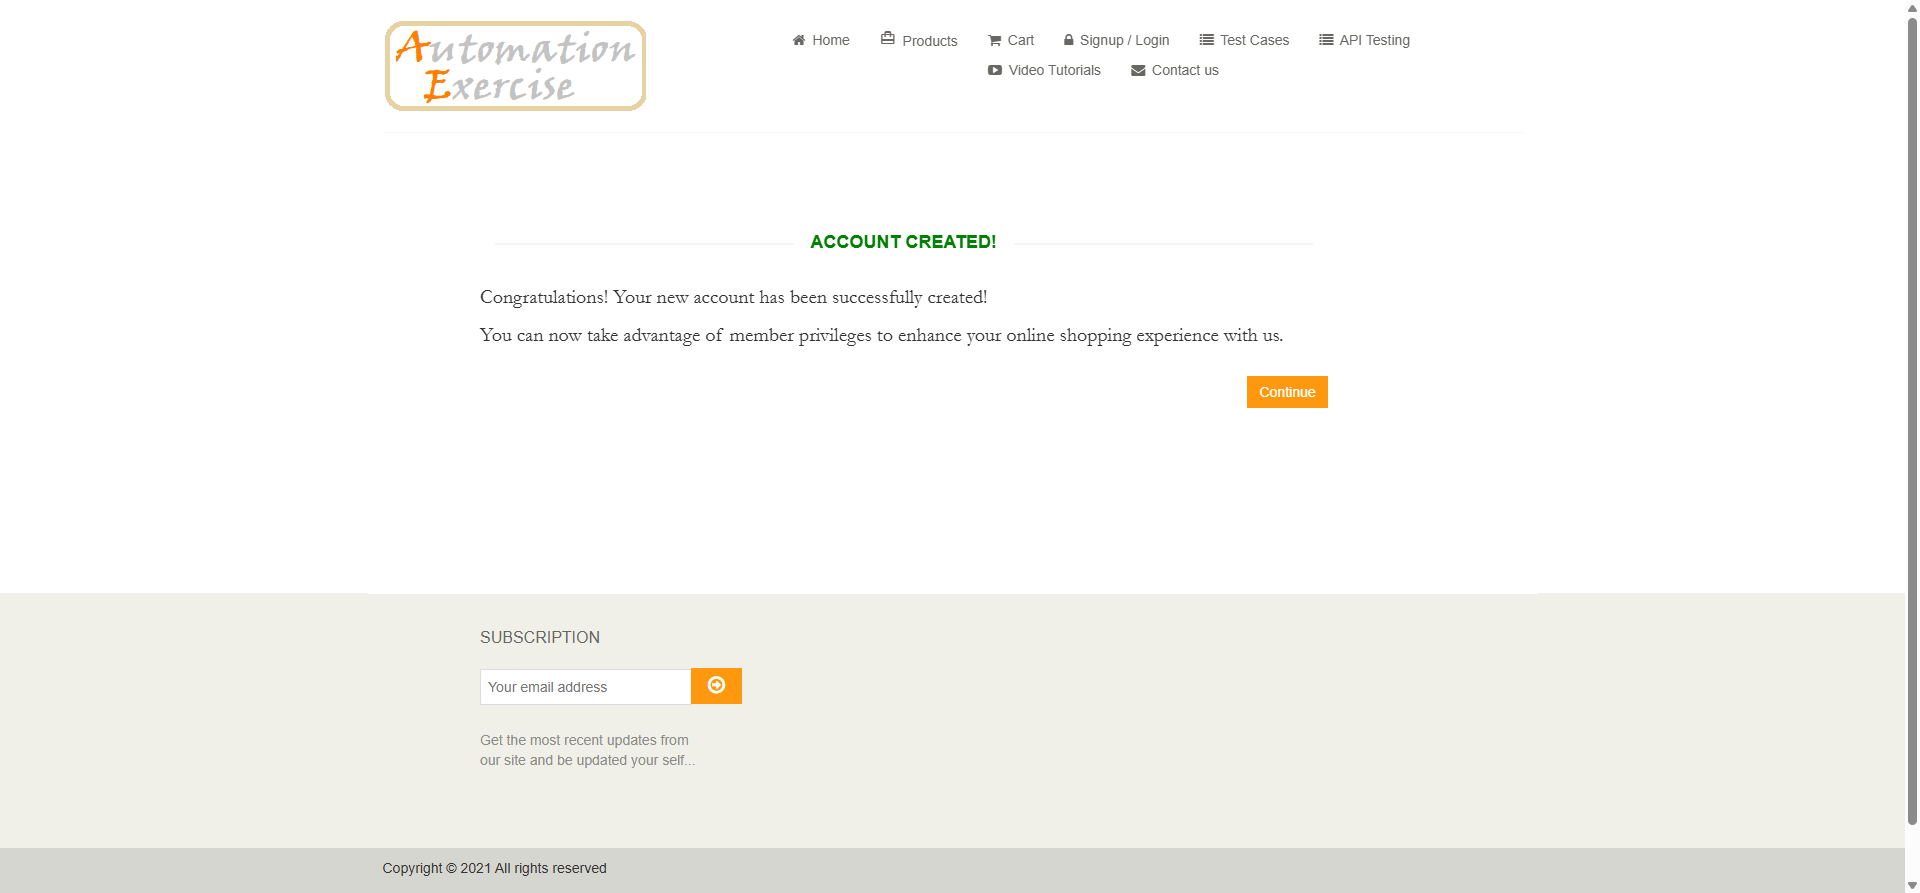 Automation
Exercise
Home
Products
Cart
Signup / Login
Test Cases
API Testing
Video Tutorials
Contact us
ACCOUNT CREATED!
Congratulations! Your new account has been successfully created!
You can now take advantage of member privileges to enhance your online shopping experience with us.
Continue
SUBSCRIPTION
Your email address
Get the most recent updates from
our site and be updated your self...
Copyright © 2021 All rights reserved